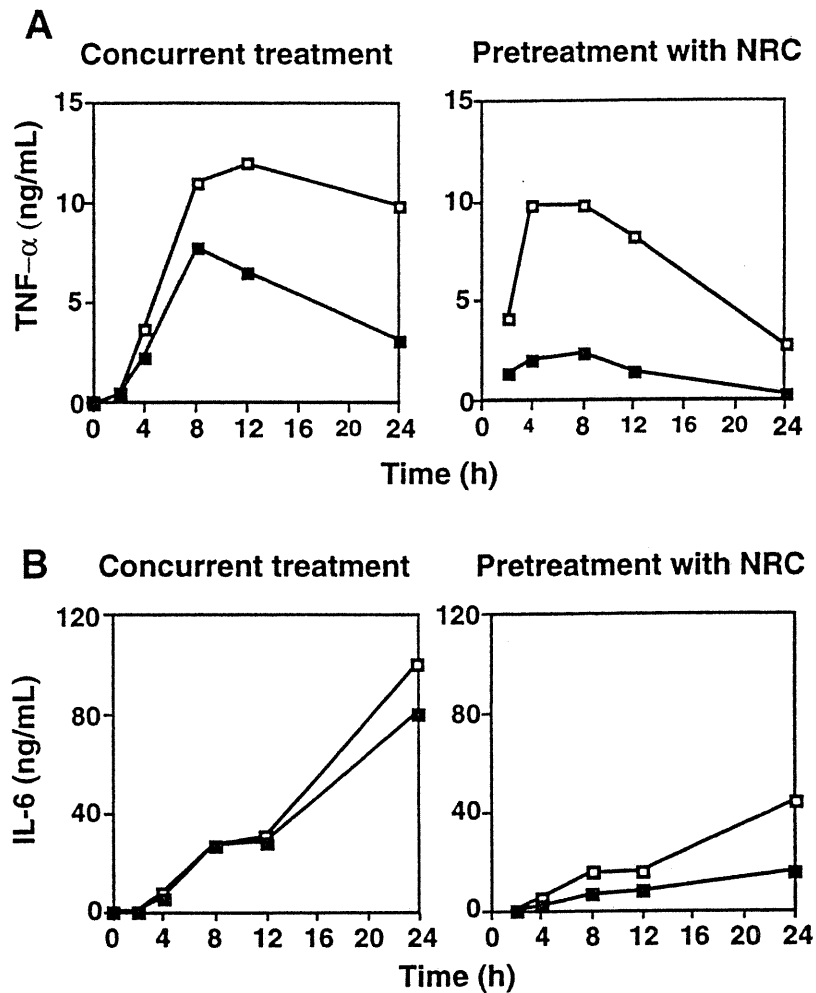 A
Concurrent treatment
Pretreatment with NRC
TNF–α (ng/mL)
15
10
5
0
0 4 8 12 16 20 24
15
10
5
0
0 4 8 12 16 20 24
Time (h)
B
Concurrent treatment
Pretreatment with NRC
IL-6 (ng/mL)
120
80
40
0
0 4 8 12 16 20 24
120
80
40
0
0 4 8 12 16 20 24
Time (h)